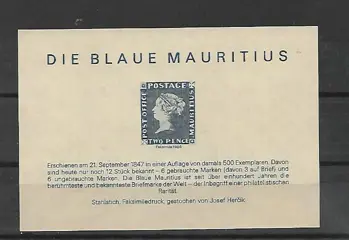 DIE BLAUE MAURITIUS
POSTAGE
POST OFFICE
MAURITIUS
TWO PENCE
Erschienen am 21. September 1847 in einer Auflage von damals 500 Exemplaren. Davon
sind heute nur noch 12 Stück bekannt – 6 gebrauchte Marken (davon 3 auf Brief) und
6 ungebrauchte Marken. Die Blaue Mauritius ist seit über einhundert Jahren die
berühmteste und bekannteste Briefmarke der Welt – der Inbegriff einer philatelistischen
Rarität.
Stahlstich, Faksimiledruck, gestochen von Josef Herčík.